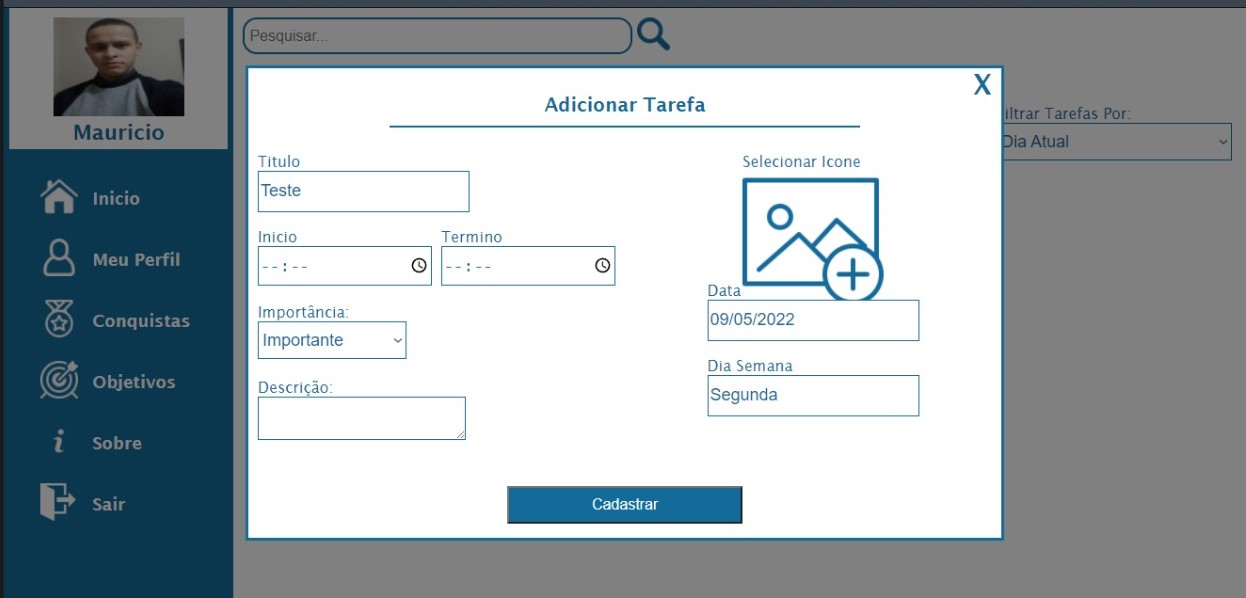 Mauricio
Inicio
Meu Perfil
Conquistas
Objetivos
Sobre
Sair
Pesquisar...
iltrar Tarefas Por:
Dia Atual
X
Adicionar Tarefa
Titulo
Teste
Inicio
Termino
--:--
--:--
Importância:
Importante
Descrição:
Selecionar Icone
Data
09/05/2022
Dia Semana
Segunda
Cadastrar